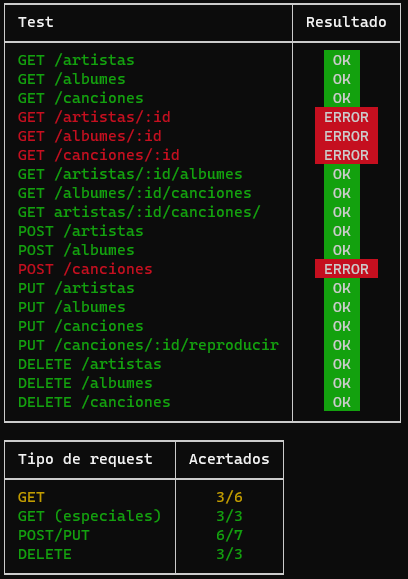 Test Resultado
GET /artistas OK
GET /albumes OK
GET /canciones OK
GET /artistas/:id ERROR
GET /albumes/:id ERROR
GET /canciones/:id ERROR
GET /artistas/:id/albumes OK
GET /albumes/:id/canciones OK
GET artistas/:id/canciones/ OK
POST /artistas OK
POST /albumes OK
POST /canciones ERROR
PUT /artistas OK
PUT /albumes OK
PUT /canciones OK
PUT /canciones/:id/reproducir OK
DELETE /artistas OK
DELETE /albumes OK
DELETE /canciones OK
Tipo de request Acertados
GET 3/6
GET (especiales) 3/3
POST/PUT 6/7
DELETE 3/3